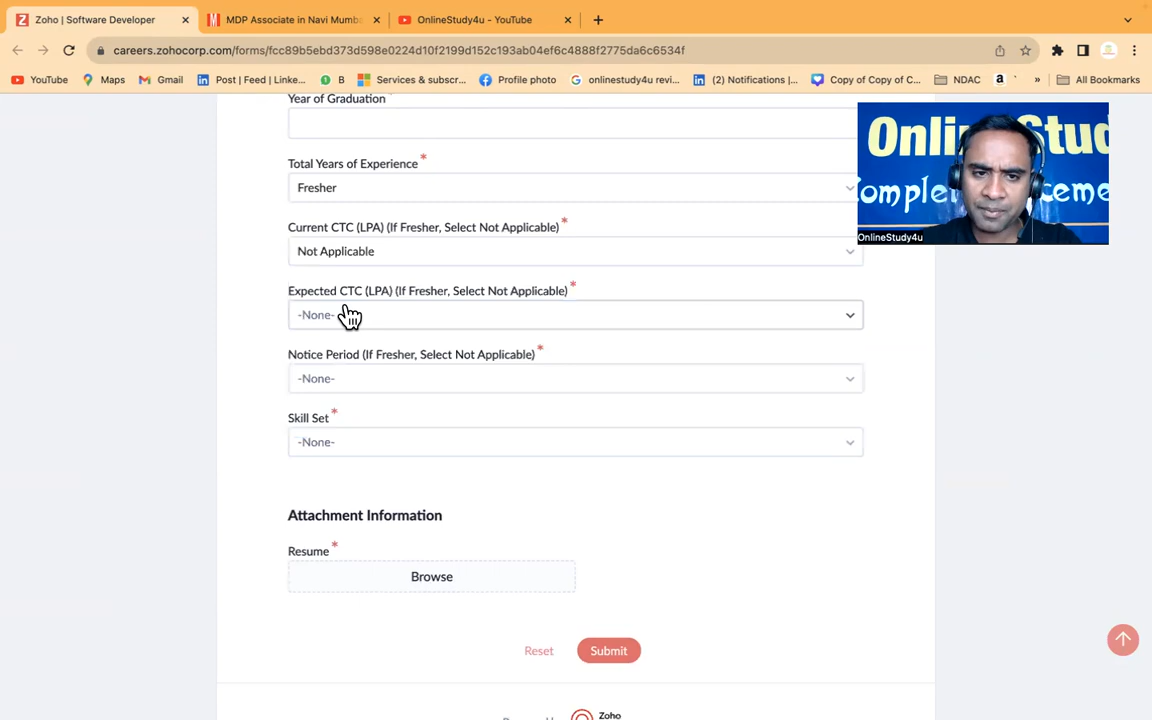 Zoho | Software Developer
MDP Associate in Navi Mumb
OnlineStudy4u - YouTube
careers.zohocorp.com/forms/fcc89b5ebd373d598e0224d10f2199d152c193ab04ef6c4888f2775da6c6534f
YouTube
Maps
Gmail
Post | Feed | Linke...
B
Services & subscr...
Profile photo
onlinestudy4u revi...
(2) Notifications |...
Copy of Copy of C...
NDAC
»
All Bookmarks
Year of Graduation
Total Years of Experience *
Fresher
Current CTC (LPA) (If Fresher, Select Not Applicable) *
Not Applicable
Expected CTC (LPA) (If Fresher, Select Not Applicable) *
-None-
Notice Period (If Fresher, Select Not Applicable) *
-None-
Skill Set *
-None-
Attachment Information
Resume *
Browse
Reset
Submit
Zoho
OnlineStudy4u